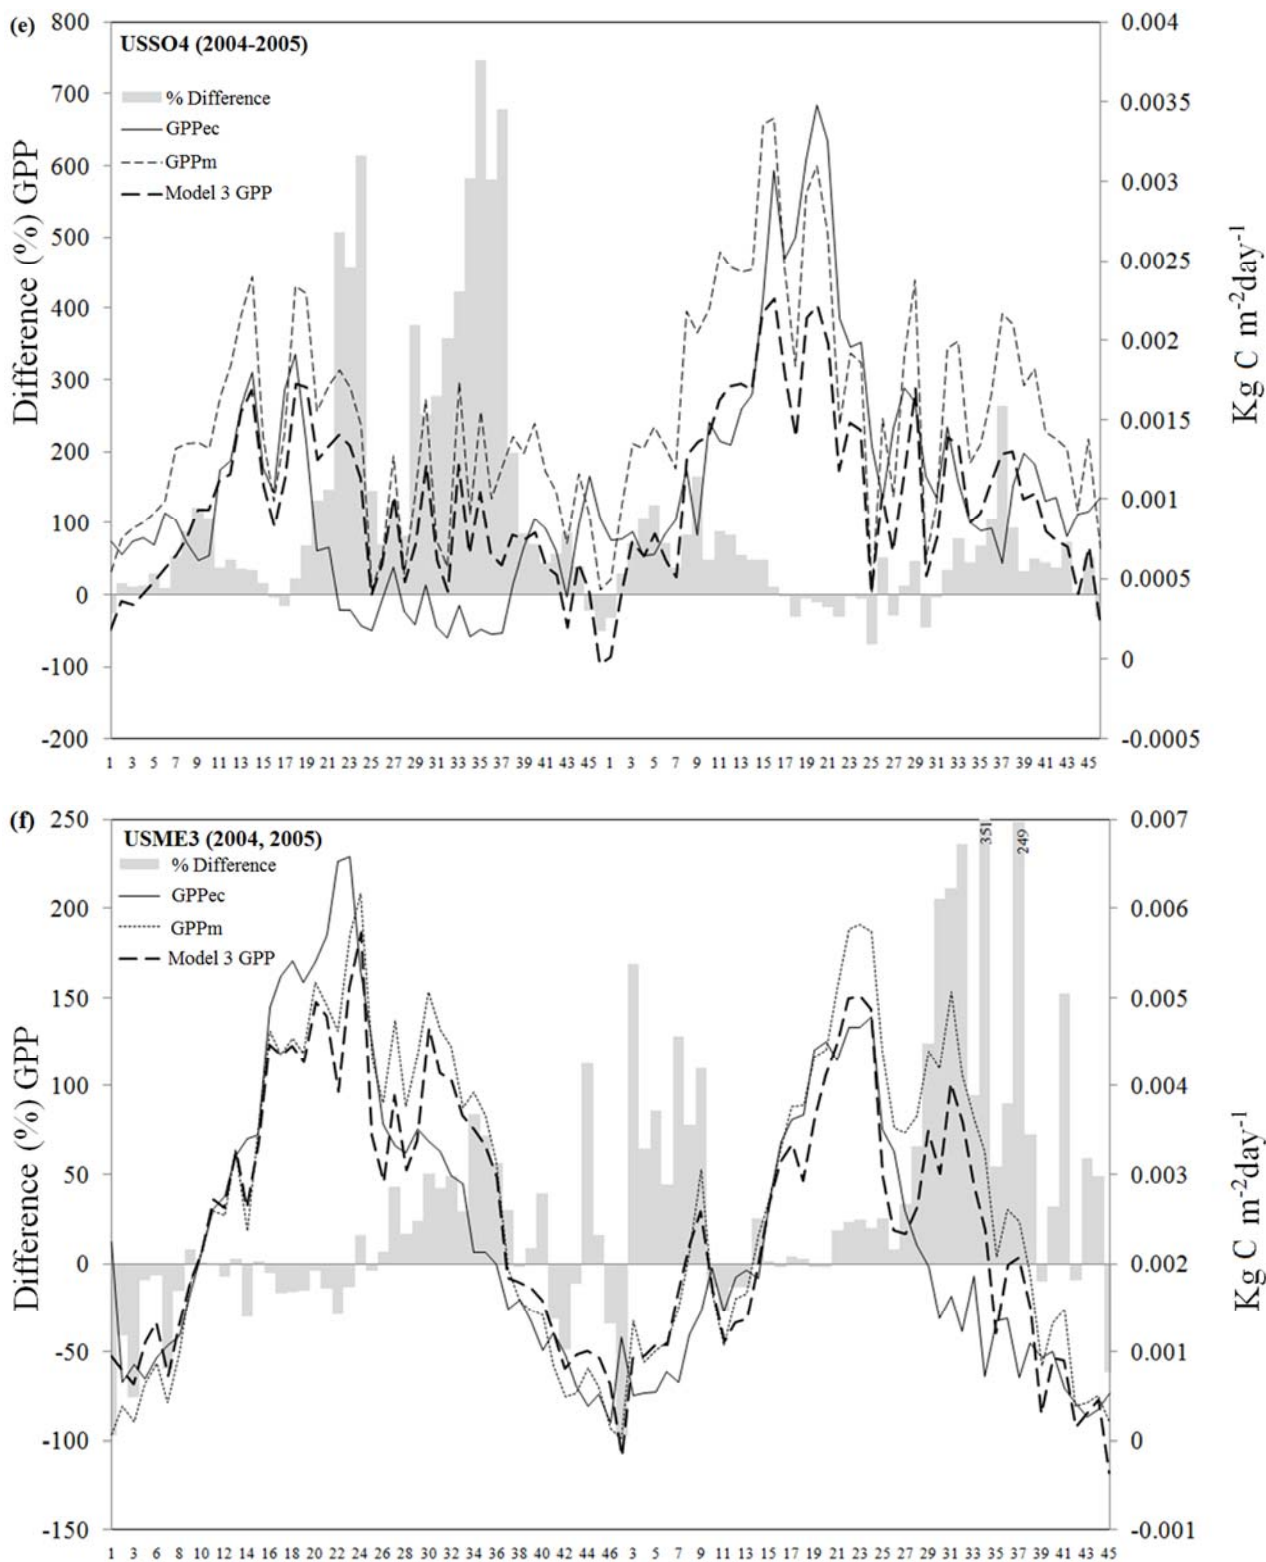 (e)
USSO4 (2004-2005)
% Difference
GPPec
GPPm
Model 3 GPP
Difference (%) GPP
800
700
600
500
400
300
200
100
0
-100
-200
0.004
0.0035
0.003
0.0025
0.002
0.0015
0.001
0.0005
0
-0.0005
Kg C m-2day-1
1 3 5 7 9 11 13 15 17 19 21 23 25 27 29 31 33 35 37 39 41 43 45 1 3 5 7 9 11 13 15 17 19 21 23 25 27 29 31 33 35 37 39 41 43 45
(f)
USME3 (2004, 2005)
% Difference
GPPec
GPPm
Model 3 GPP
351
249
Difference (%) GPP
250
200
150
100
50
0
-50
-100
-150
0.007
0.006
0.005
0.004
0.003
0.002
0.001
0
-0.001
Kg C m-2day-1
1 3 6 8 10 12 14 16 18 20 22 24 26 28 30 32 34 36 38 40 42 44 46 3 5 7 9 11 13 15 17 19 21 23 25 27 29 31 33 35 37 39 41 43 45